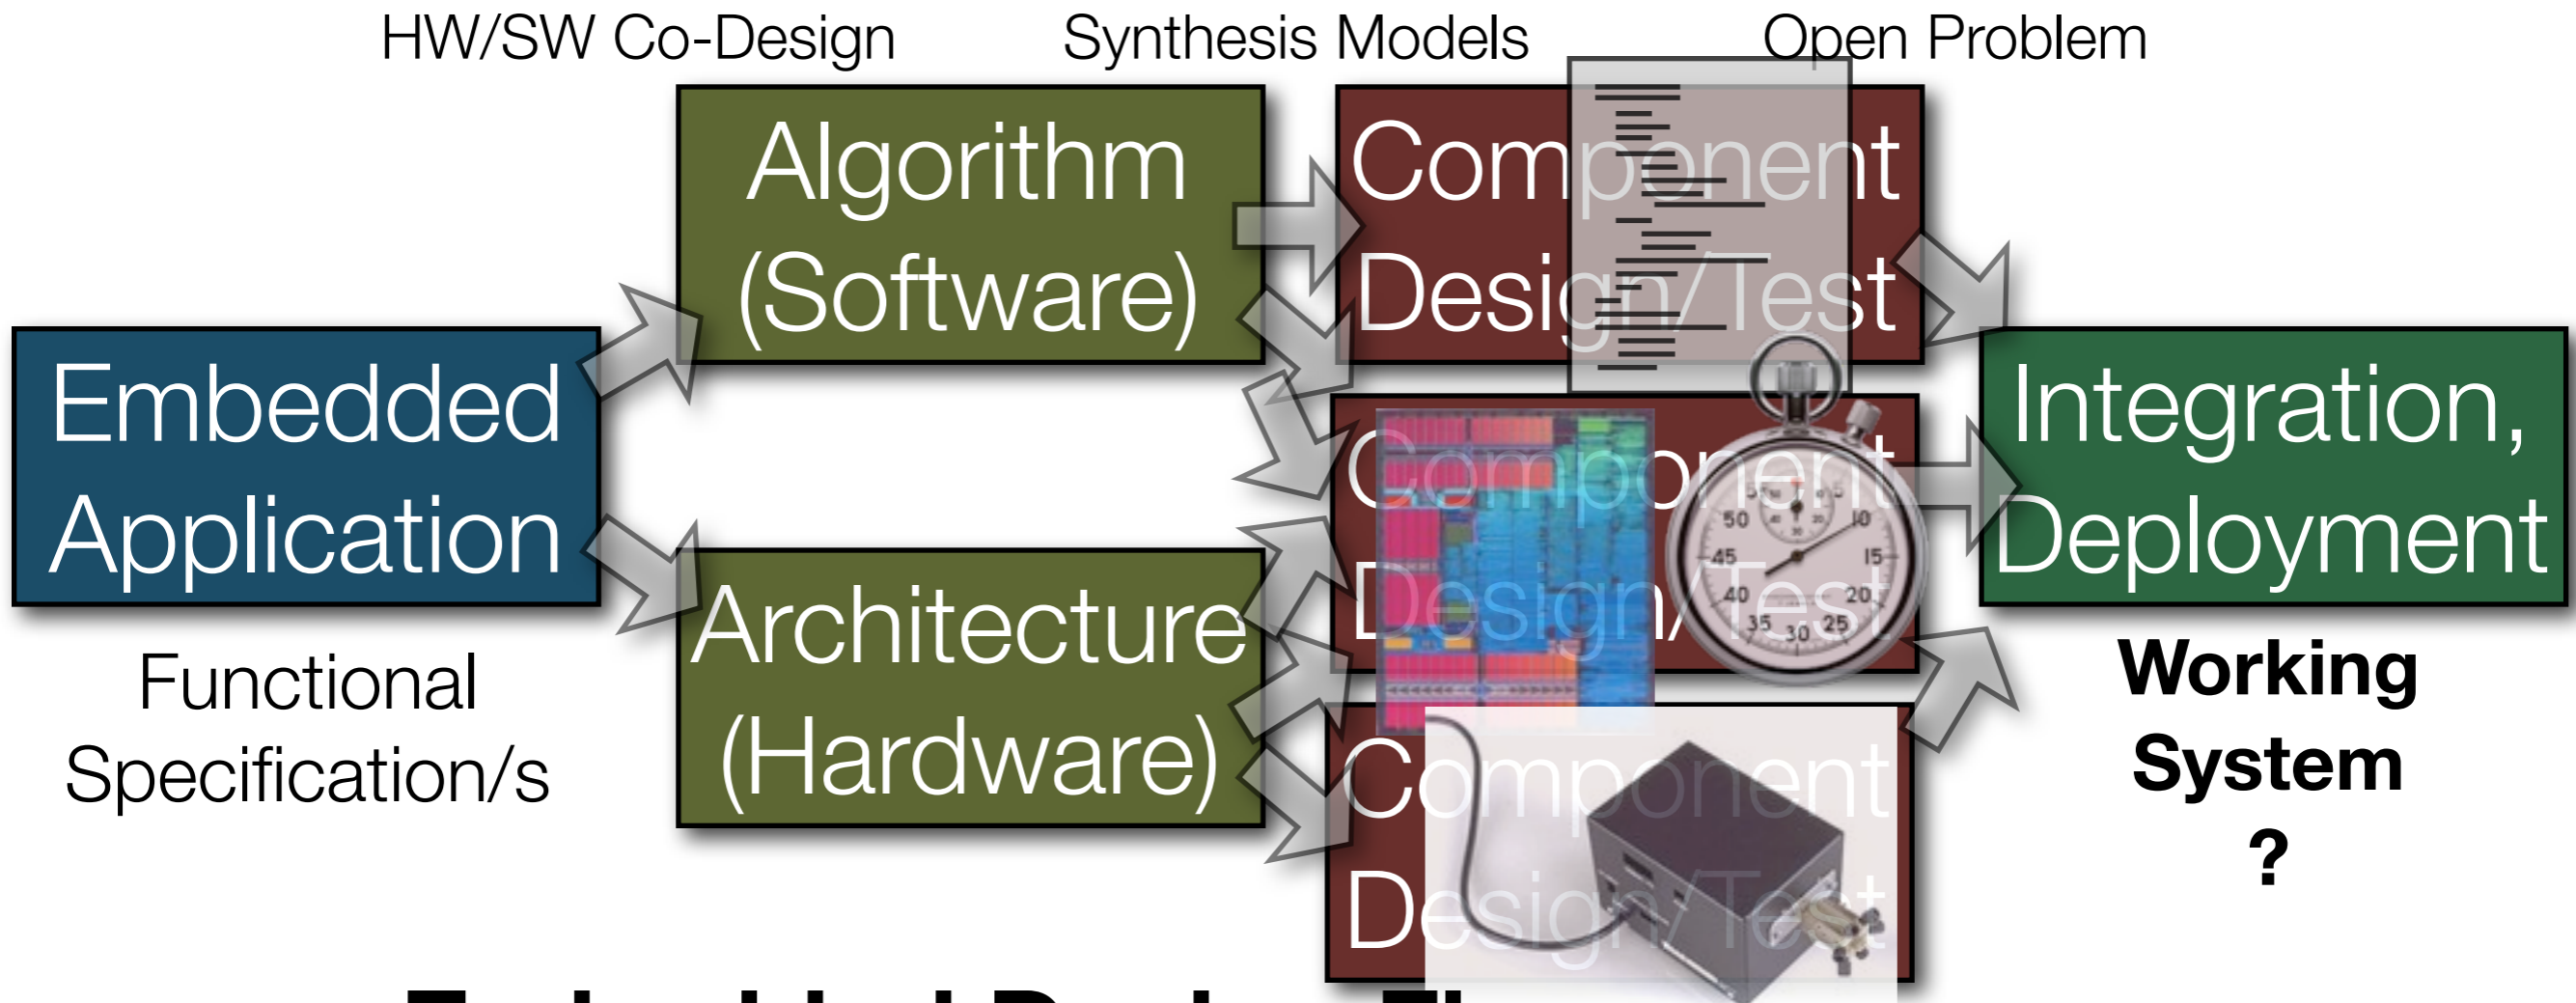 HW/SW Co-Design
Synthesis Models
Open Problem
Embedded
Application
Functional
Specification/s
Algorithm
(Software)
Architecture
(Hardware)
Component
Design/Test
Component
Design/Test
Component
Design/Test
50
10
45
15
40
20
35
30
25
Integration,
Deployment
Working
System
?